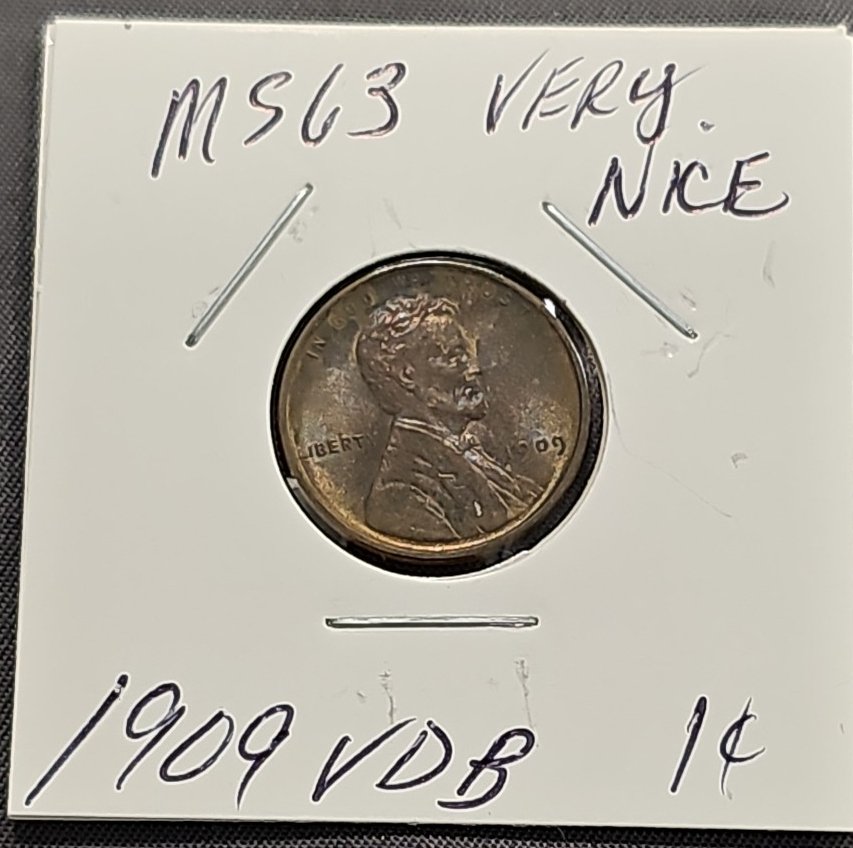 MS63 VERY.
NICE
IN GOD WE TRUST
LIBERTY 1909
1909 VDB 1¢